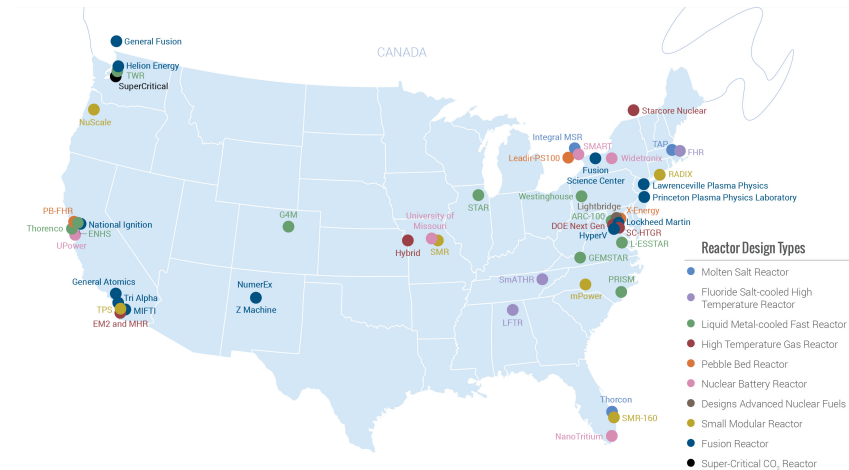 General Fusion
CANADA
Helion Energy
TWR
SuperCritical
NuScale
Starcore Nuclear
Integral MSR
SMART
Leadir-PS100
Widetronix
Fusion
Science Center
TAP
FHR
RADIX
Lawrenceville Plasma Physics
Princeton Plasma Physics Laboratory
Westinghouse
STAR
Lightbridge
X-Energy
ARC-100
Lockheed Martin
DOE Next Gen
SC-HTGR
HyperV
L-ESSTAR
GEMSTAR
PB-FHR
National Ignition
Thorenco
ENHS
UPower
G4M
University of
Missouri
Hybrid
SMR
General Atomics
Tri Alpha
TPS
MIFTI
EM2 and MHR
NumerEx
Z Machine
SmATHR
mPower
PRISM
LFTR
Thorcon
SMR-160
NanoTritium
Reactor Design Types
Molten Salt Reactor
Fluoride Salt-cooled High
Temperature Reactor
Liquid Metal-cooled Fast Reactor
High Temperature Gas Reactor
Pebble Bed Reactor
Nuclear Battery Reactor
Designs Advanced Nuclear Fuels
Small Modular Reactor
Fusion Reactor
Super-Critical CO₂ Reactor